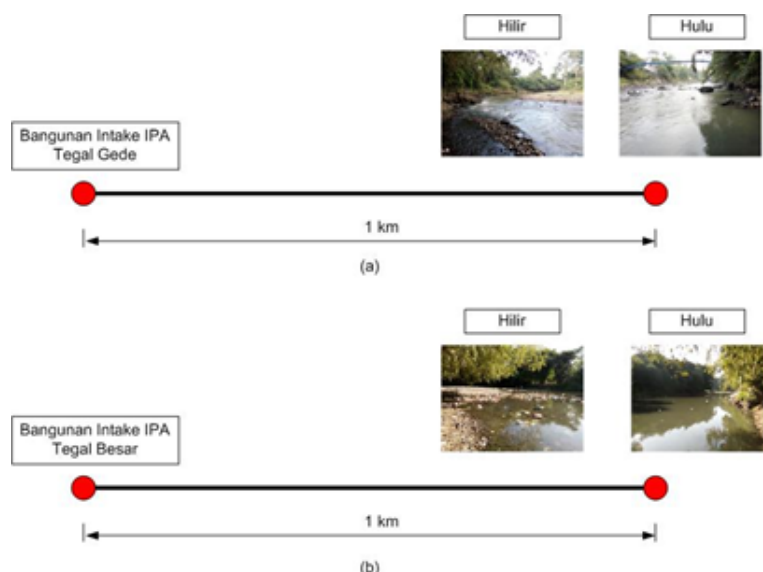 Hilir
Hulu
Bangunan Intake IPA
Tegal Gede
1 km
(a)
Hilir
Hulu
Bangunan Intake IPA
Tegal Besar
1 km
(b)